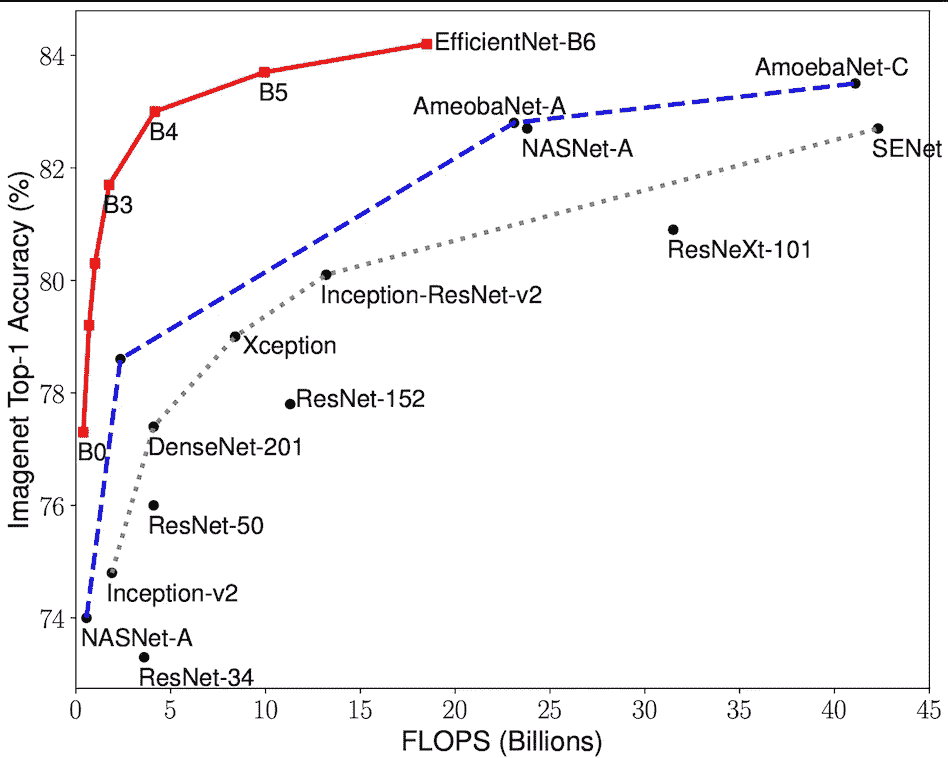 EfficientNet-B6
84
AmoebaNet-C
B5
AmeobaNet-A
B4
NASNet-A
SENet
82
B3
ResNeXt-101
80
Inception-ResNet-v2
Xception
78
ResNet-152
B0
DenseNet-201
76
ResNet-50
Inception-v2
74
NASNet-A
ResNet-34
Imagenet Top-1 Accuracy (%)
0 5 10 15 20 25 30 35 40 45
FLOPS (Billions)